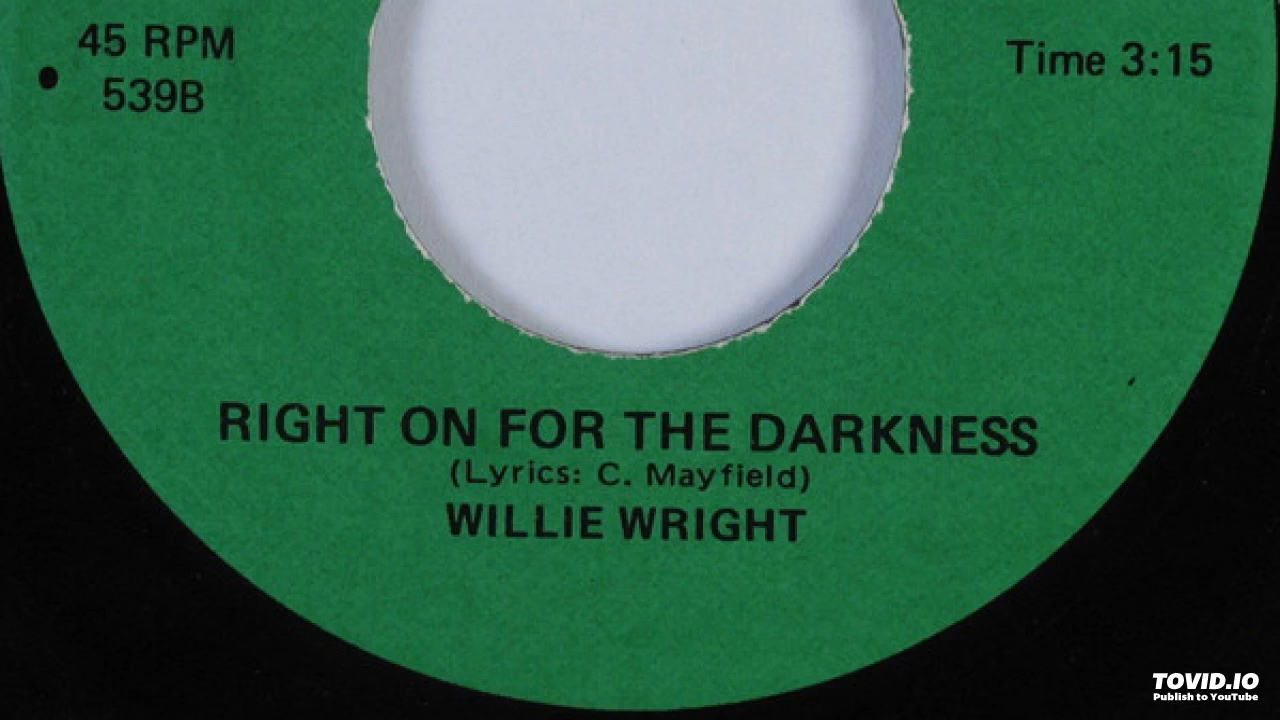 45 RPM
539B
Time 3:15
RIGHT ON FOR THE DARKNESS
(Lyrics: C. Mayfield)
WILLIE WRIGHT
TOVID.IO
Publish to YouTube